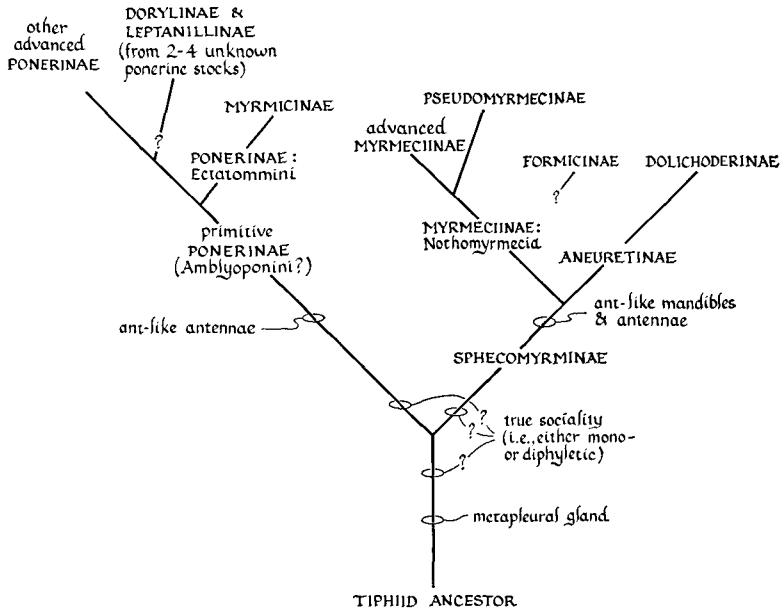 other
advanced
PONERINAE
DORYLINAE &
LEPTANILLINAE
(from 2-4 unknown
ponerine stocks)
?
MYRMICINAE
PONERINAE:
Ectatommini
primitive
PONERINAE
(Amblyoponini?)
PSEUDOMYRMECINAE
advanced
MYRMECIINAE
FORMICINAE
?
DOLICHODERINAE
MYRMECIINAE:
Nothomyrmecia
ANEURETINAE
ant-like antennae
ant-like mandibles
& antennae
SPHECOMYRMINAE
?
?
?
true sociality
(i.e., either mono-
or diphyletic)
metapleural gland
TIPHIID ANCESTOR